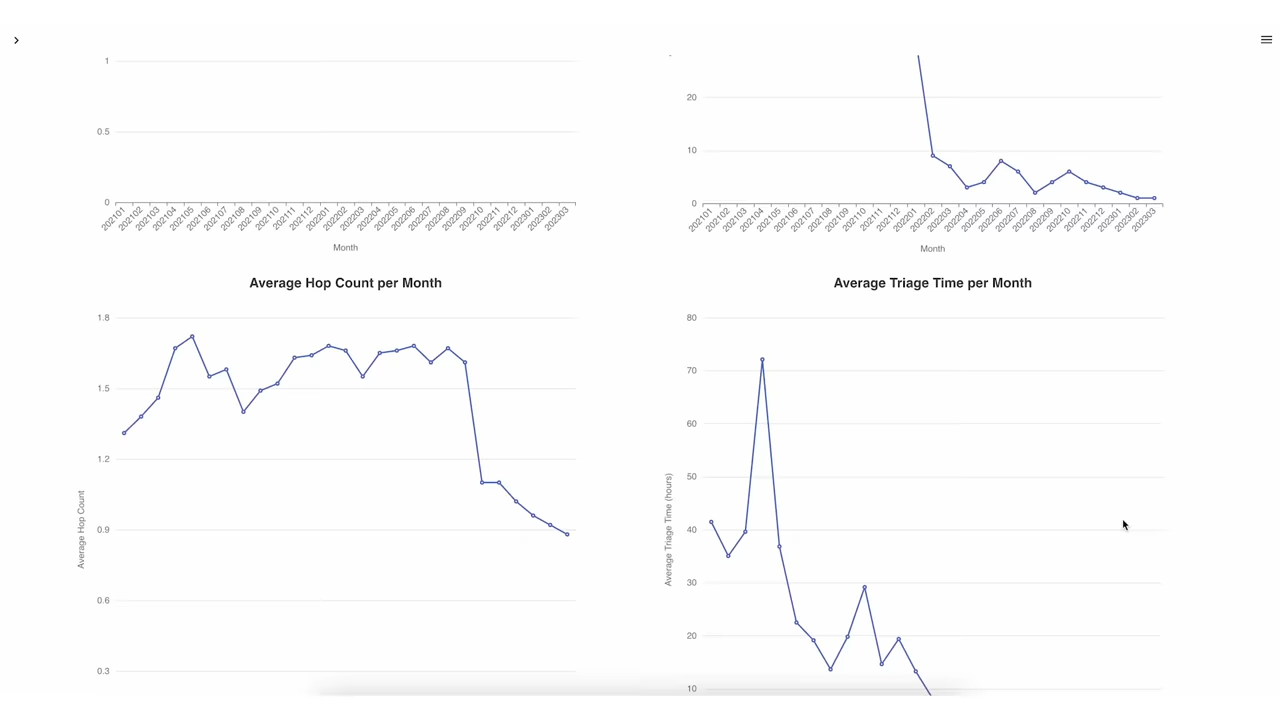 1
0.5
0
202101 202102 202103 202104 202105 202106 202107 202108 202109 202110 202111 202112 202201 202202 202203 202204 202205 202206 202207 202208 202209 202210 202211 202212 202301 202302 202303
Month
20
10
0
202101 202102 202103 202104 202105 202106 202107 202108 202109 202110 202111 202112 202201 202202 202203 202204 202205 202206 202207 202208 202209 202210 202211 202212 202301 202302 202303
Month
Average Hop Count per Month
1.8
1.5
1.2
0.9
0.6
0.3
Average Hop Count
Average Triage Time per Month
80
70
60
50
40
30
20
10
Average Triage Time (hours)